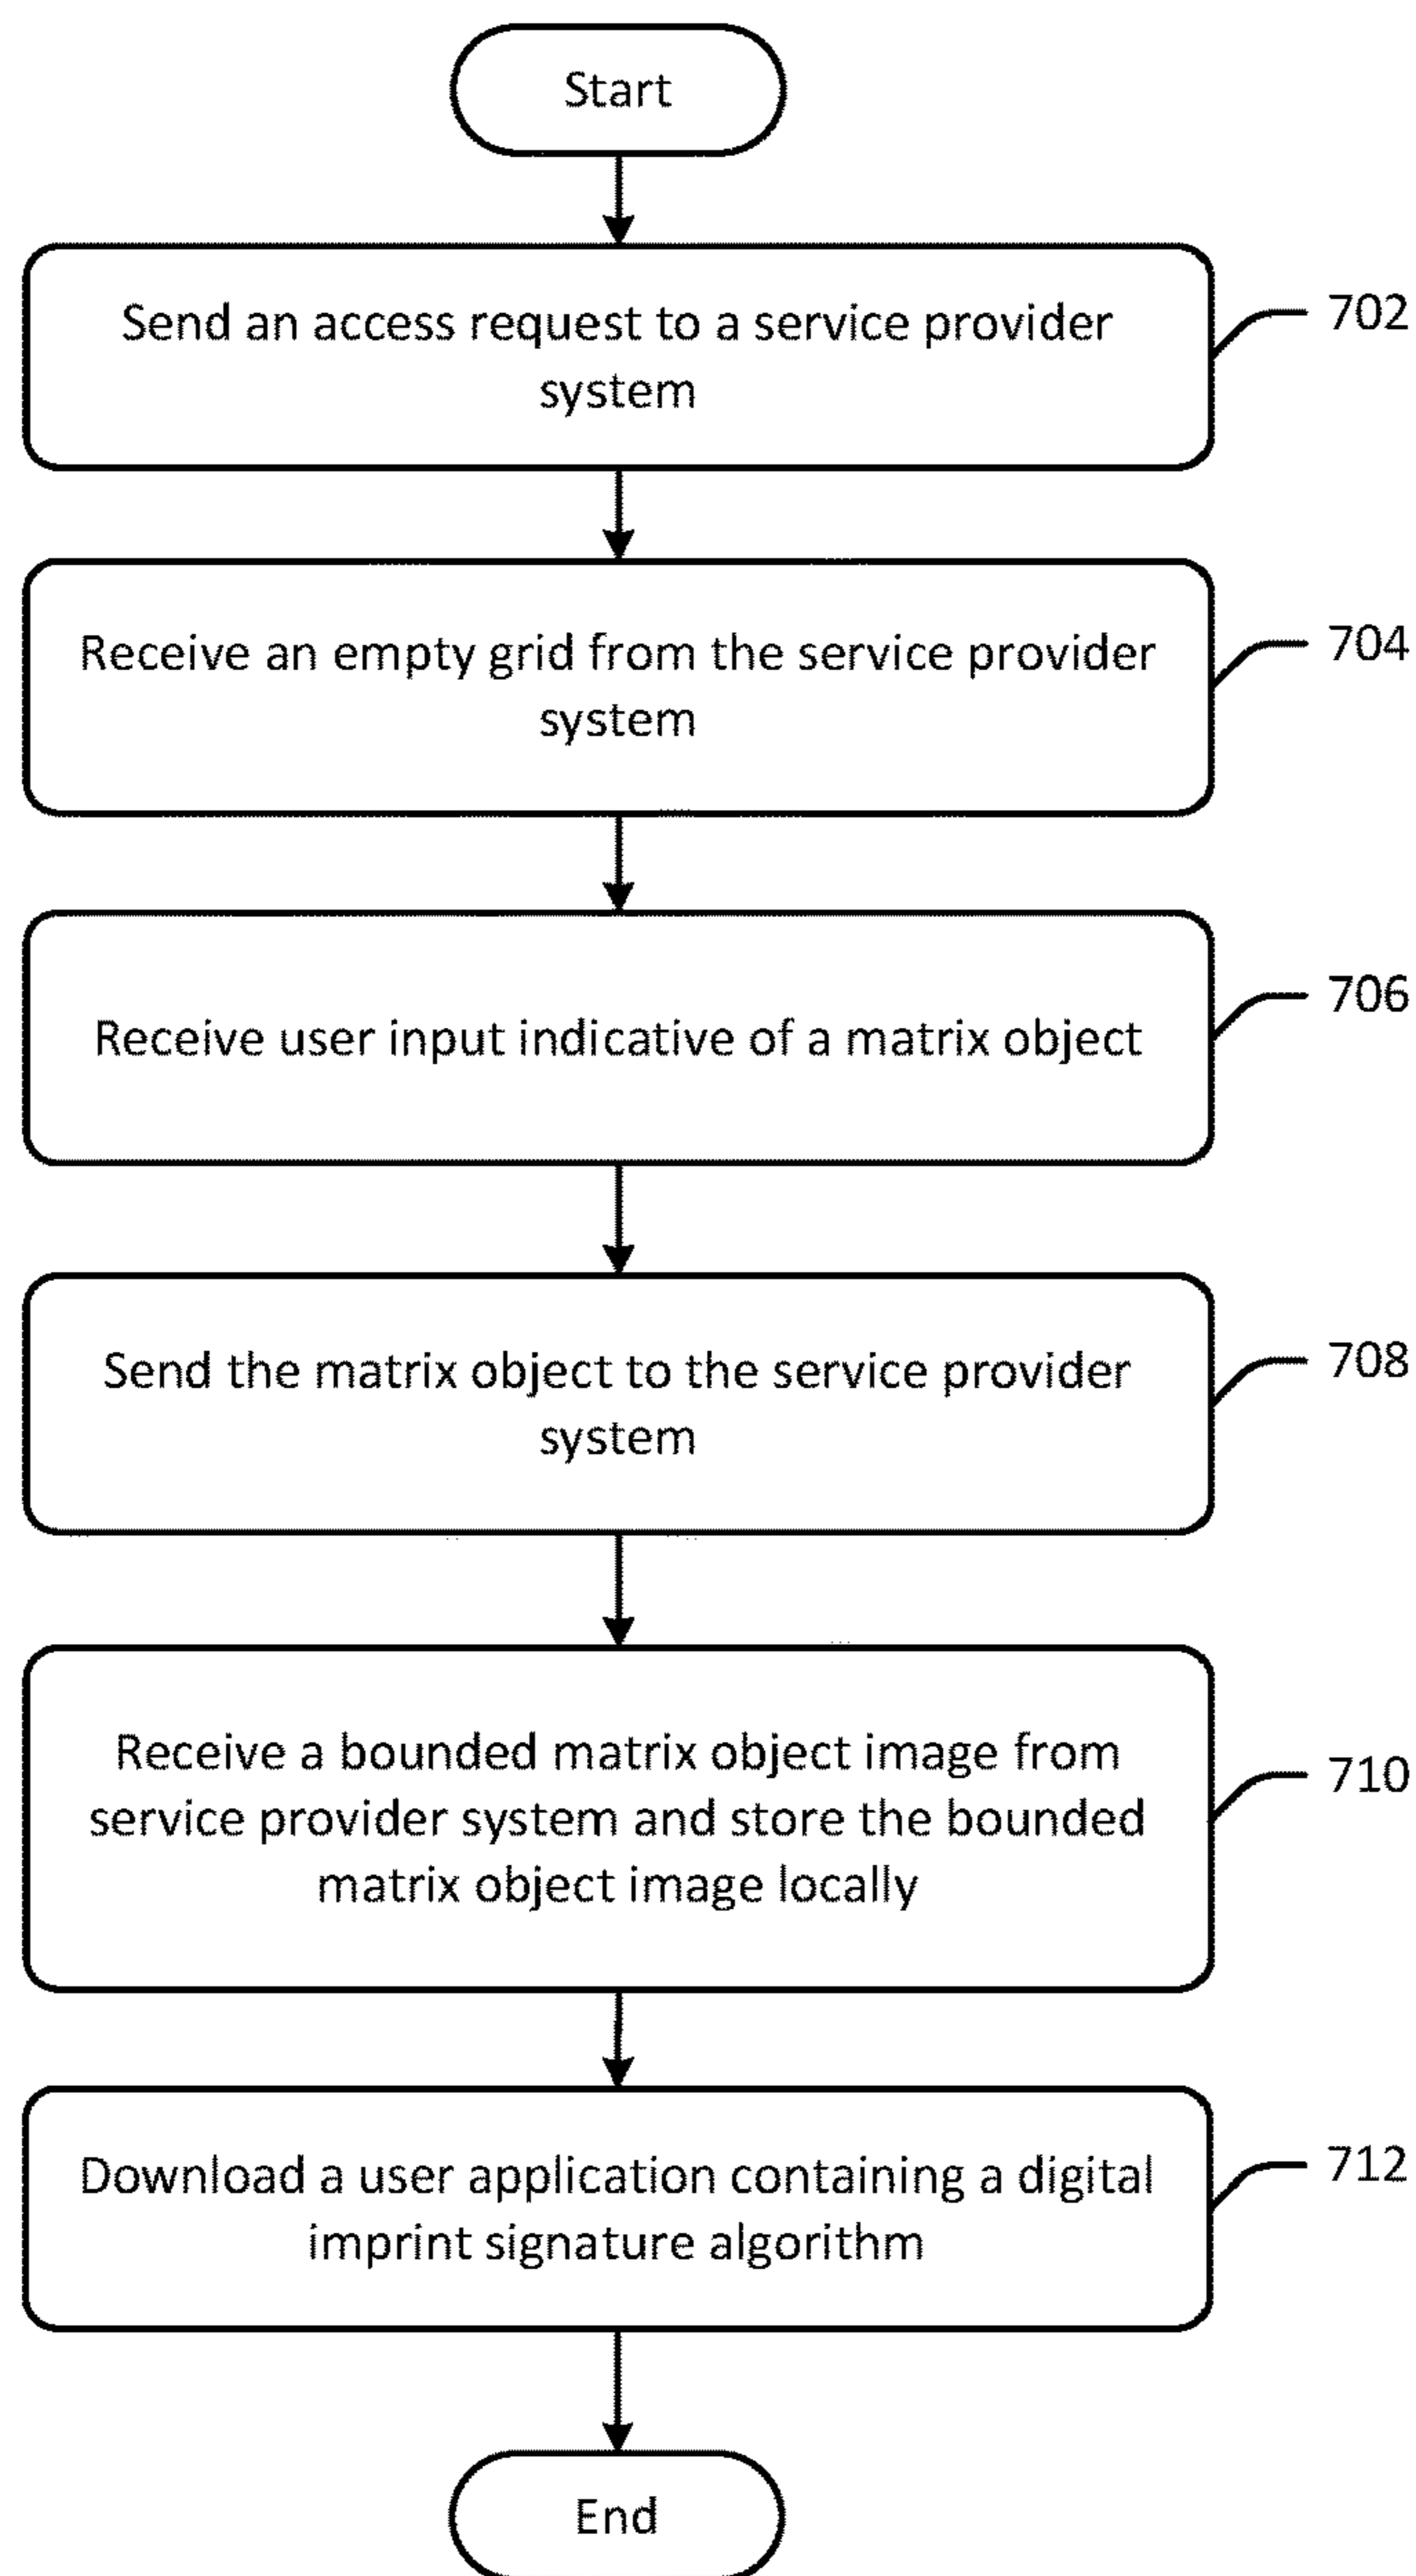 Start
Send an access request to a service provider
system
702
Receive an empty grid from the service provider
system
704
Receive user input indicative of a matrix object
706
Send the matrix object to the service provider
system
708
Receive a bounded matrix object image from
service provider system and store the bounded
matrix object image locally
710
Download a user application containing a digital
imprint signature algorithm
712
End